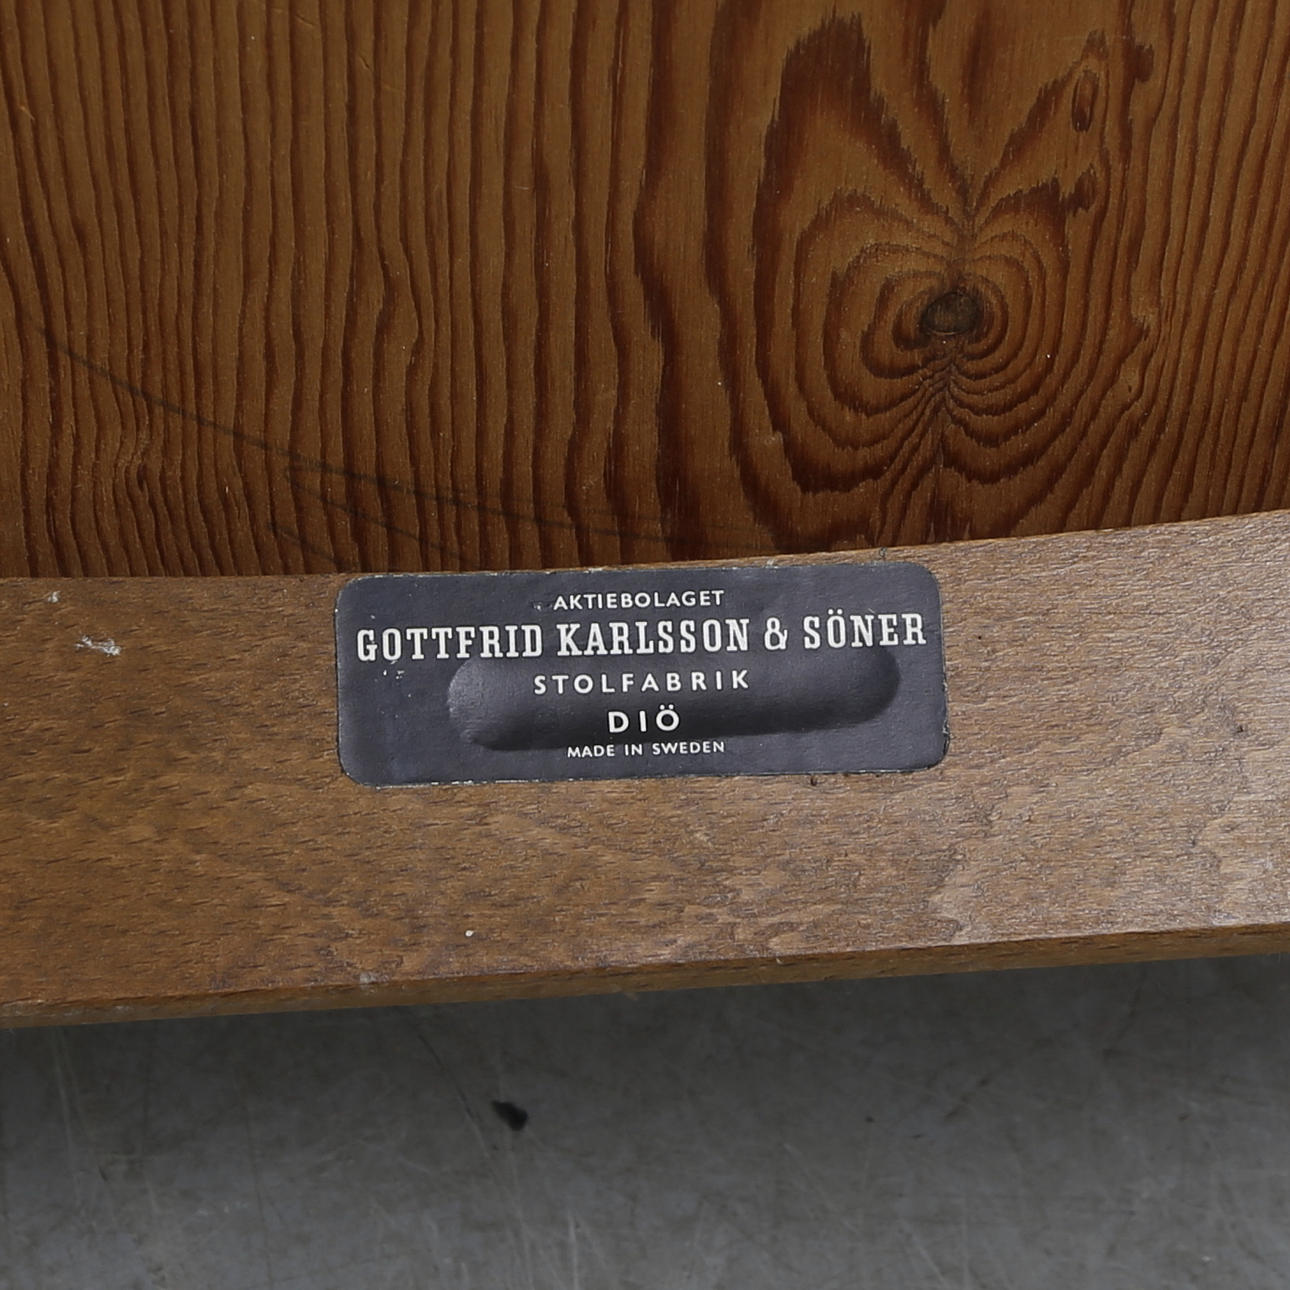 AKTIEBOLAGET
GOTTFRID KARLSSON & SÖNER
STOLFABRIK
DIÖ
MADE IN SWEDEN